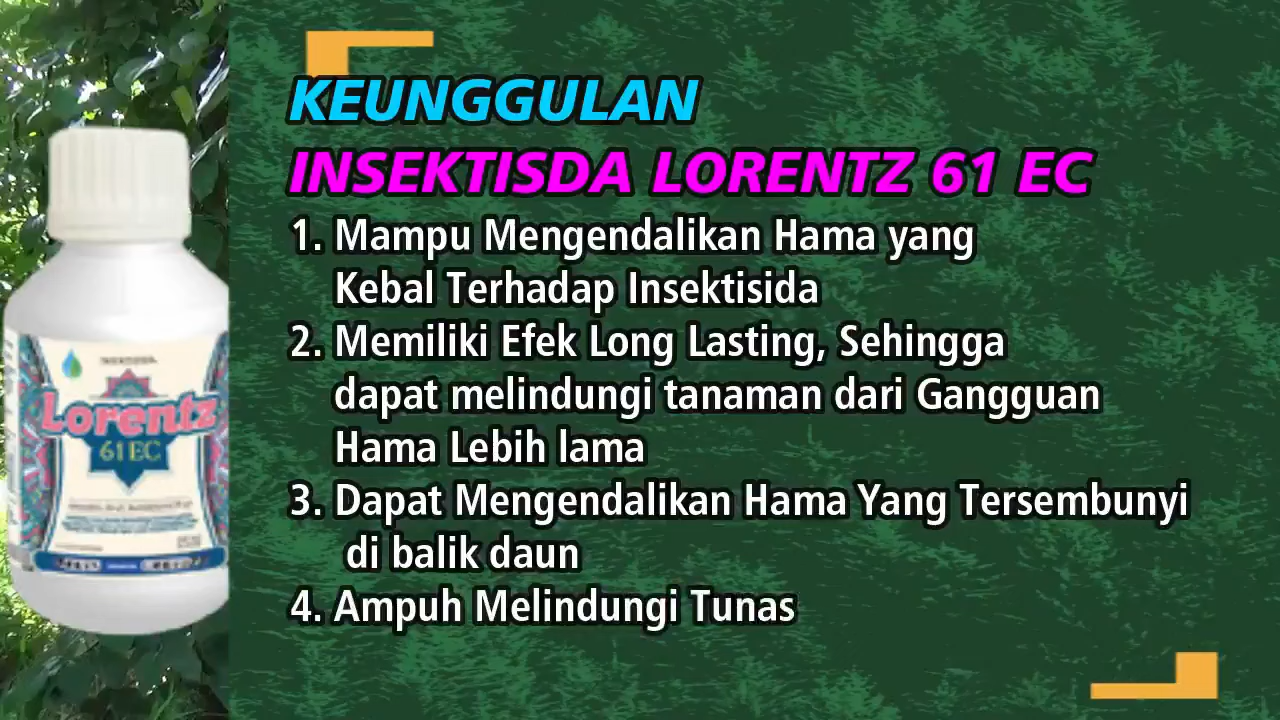 KEUNGGULAN
INSEKTISDA LORENTZ 61 EC
1. Mampu Mengendalikan Hama yang
Kebal Terhadap Insektisida
2. Memiliki Efek Long Lasting, Sehingga
dapat melindungi tanaman dari Gangguan
Hama Lebih lama
3. Dapat Mengendalikan Hama Yang Tersembunyi
di balik daun
4. Ampuh Melindungi Tunas
Lorentz
61 EC